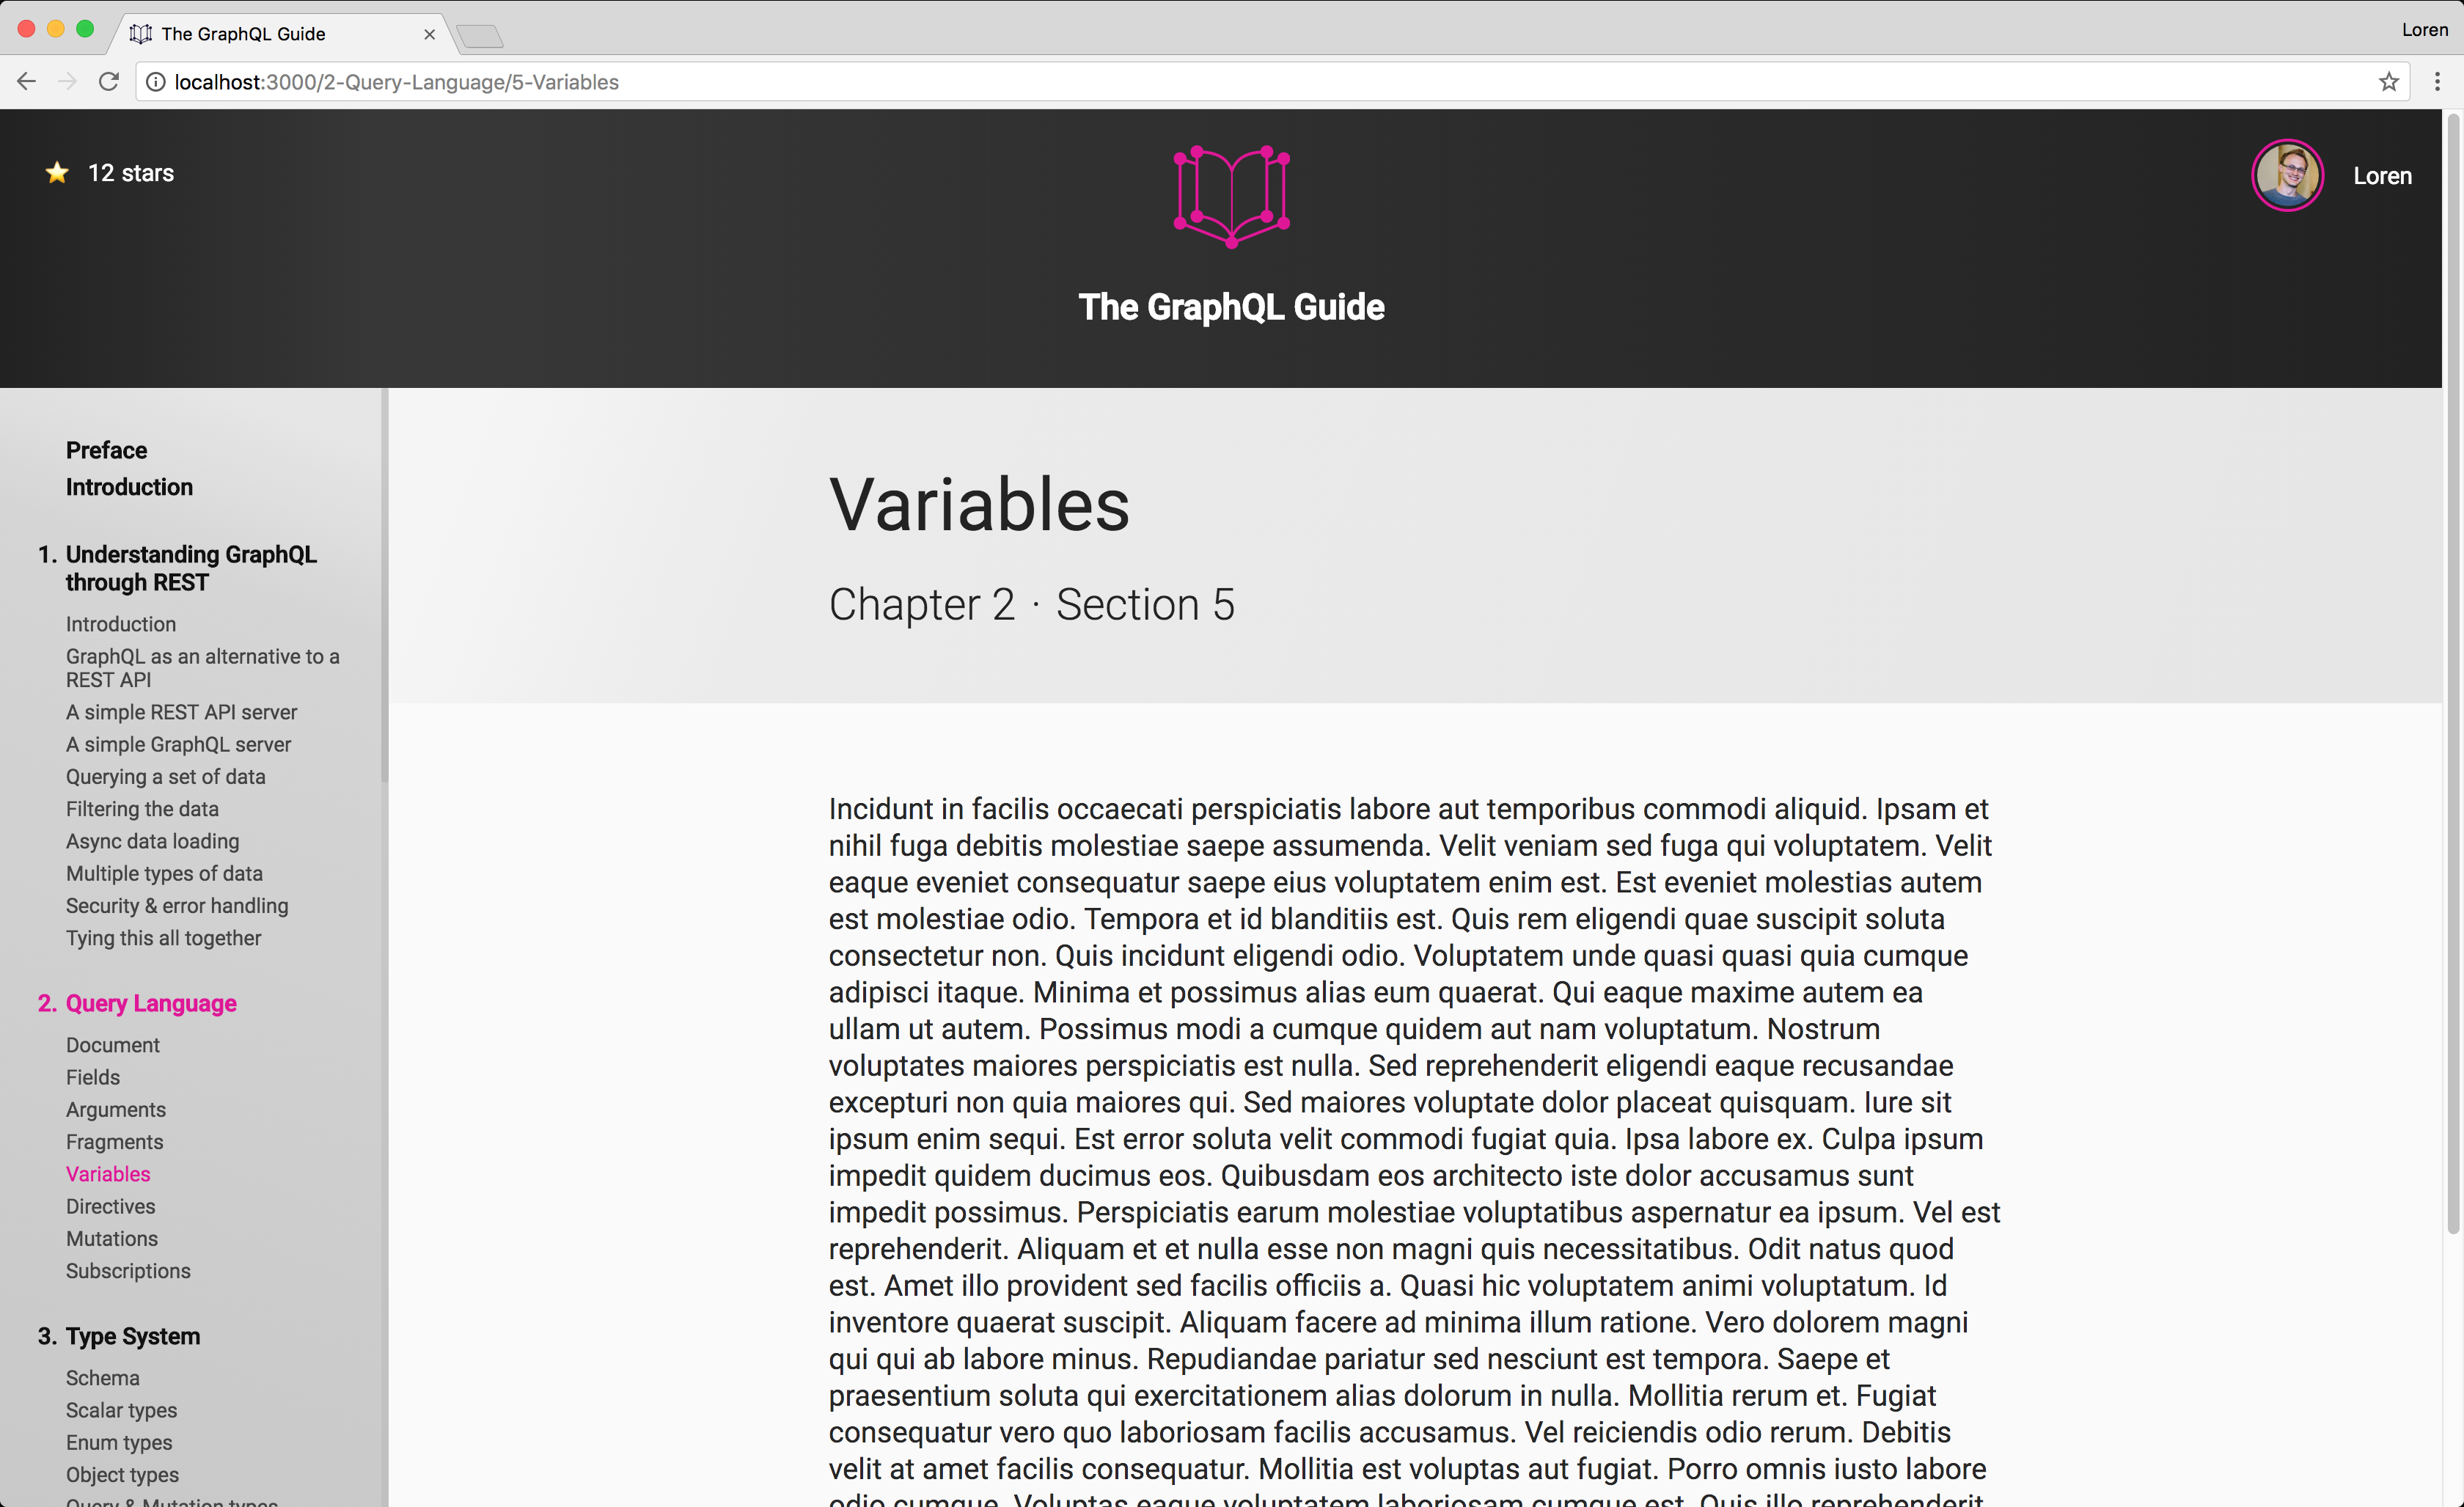 The GraphQL Guide
Loren
localhost:3000/2-Query-Language/5-Variables
12 stars
Loren
The GraphQL Guide
Preface
Introduction
1. Understanding GraphQL
through REST
Introduction
GraphQL as an alternative to a
REST API
A simple REST API server
A simple GraphQL server
Querying a set of data
Filtering the data
Async data loading
Multiple types of data
Security & error handling
Tying this all together
2. Query Language
Document
Fields
Arguments
Fragments
Variables
Directives
Mutations
Subscriptions
3. Type System
Schema
Scalar types
Enum types
Object types
Query & Mutation types
Variables
Chapter 2 · Section 5
Incidunt in facilis occaecati perspiciatis labore aut temporibus commodi aliquid. Ipsam et
nihil fuga debitis molestiae saepe assumenda. Velit veniam sed fuga qui voluptatem. Velit
eaque eveniet consequatur saepe eius voluptatem enim est. Est eveniet molestias autem
est molestiae odio. Tempora et id blanditiis est. Quis rem eligendi quae suscipit soluta
consectetur non. Quis incidunt eligendi odio. Voluptatem unde quasi quasi quia cumque
adipisci itaque. Minima et possimus alias eum quaerat. Qui eaque maxime autem ea
ullam ut autem. Possimus modi a cumque quidem aut nam voluptatum. Nostrum
voluptates maiores perspiciatis est nulla. Sed reprehenderit eligendi eaque recusandae
excepturi non quia maiores qui. Sed maiores voluptate dolor placeat quisquam. Iure sit
ipsum enim sequi. Est error soluta velit commodi fugiat quia. Ipsa labore ex. Culpa ipsum
impedit quidem ducimus eos. Quibusdam eos architecto iste dolor accusamus sunt
impedit possimus. Perspiciatis earum molestiae voluptatibus aspernatur ea ipsum. Vel est
reprehenderit. Aliquam et et nulla esse non magni quis necessitatibus. Odit natus quod
est. Amet illo provident sed facilis officiis a. Quasi hic voluptatem animi voluptatum. Id
inventore quaerat suscipit. Aliquam facere ad minima illum ratione. Vero dolorem magni
qui qui ab labore minus. Repudiandae pariatur sed nesciunt est tempora. Saepe et
praesentium soluta qui exercitationem alias dolorum in nulla. Mollitia rerum et. Fugiat
consequatur vero quo laboriosam facilis accusamus. Vel reiciendis odio rerum. Debitis
velit at amet facilis consequatur. Mollitia est voluptas aut fugiat. Porro omnis iusto labore
odio cumque. Voluptas eaque voluptatem laboriosam cumque est. Quis illo reprehenderit